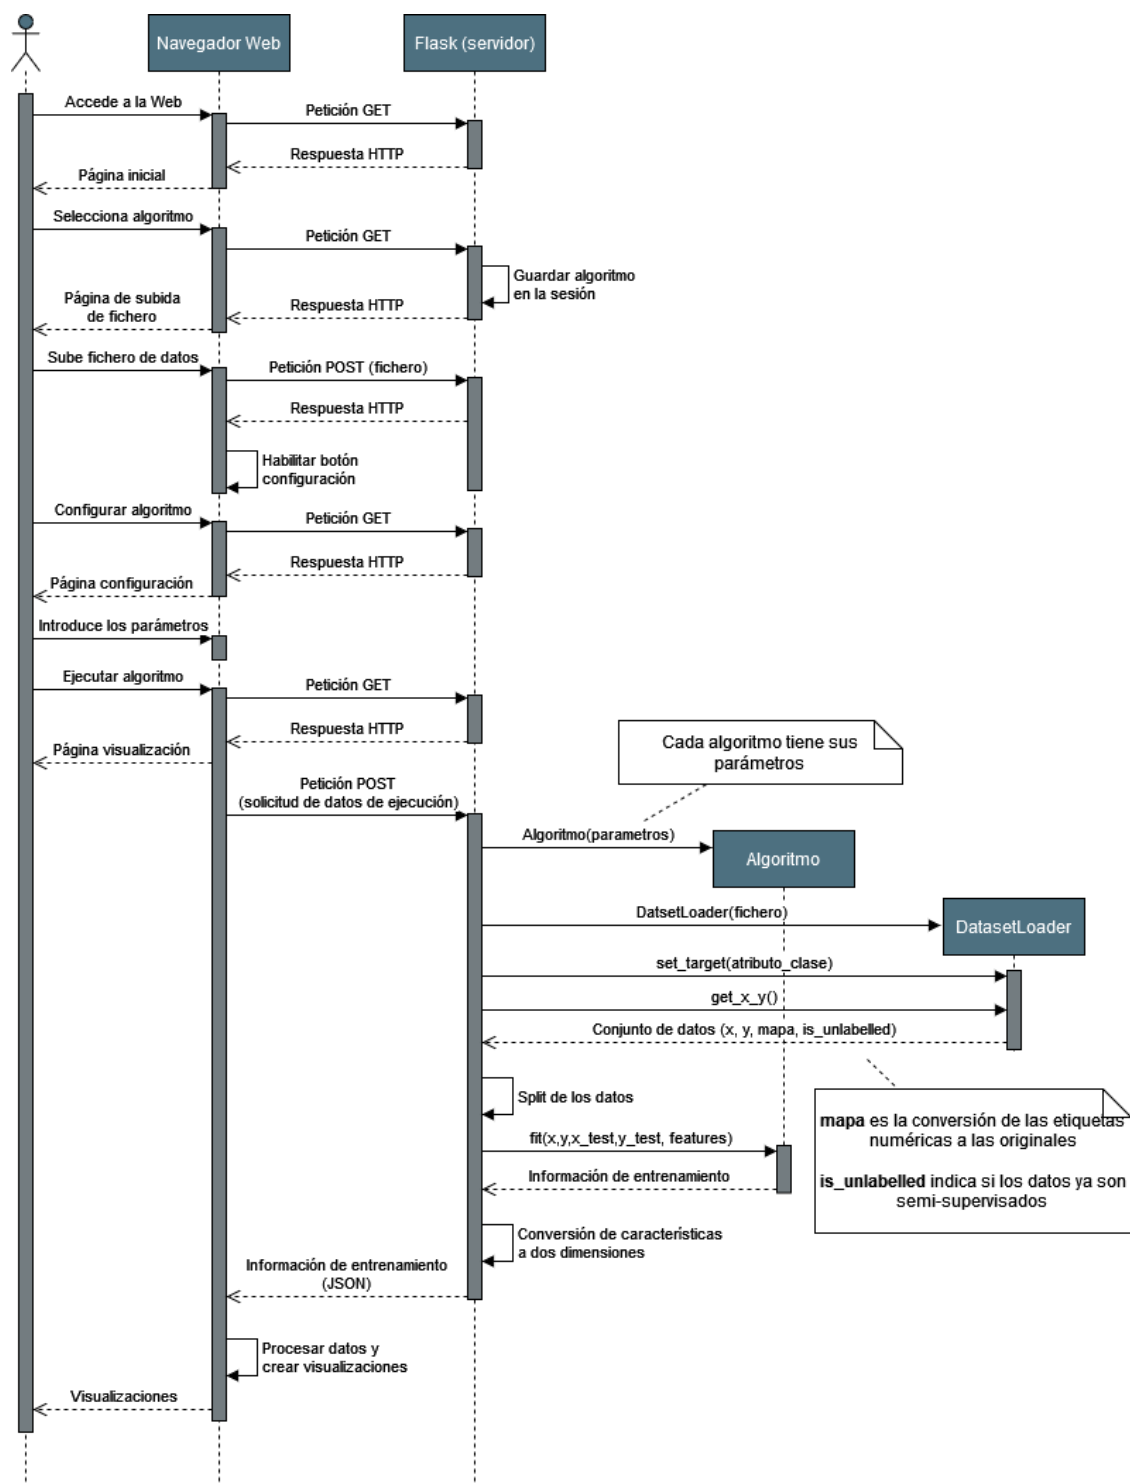 Navegador Web
Flask (servidor)
Accede a la Web
Petición GET
Respuesta HTTP
Página inicial
Selecciona algoritmo
Petición GET
Guardar algoritmo
en la sesión
Respuesta HTTP
Página de subida
de fichero
Sube fichero de datos
Petición POST (fichero)
Respuesta HTTP
Habilitar botón
configuración
Configurar algoritmo
Petición GET
Respuesta HTTP
Página configuración
Introduce los parámetros
Ejecutar algoritmo
Petición GET
Respuesta HTTP
Página visualización
Cada algoritmo tiene sus
parámetros
Petición POST
(solicitud de datos de ejecución)
Algoritmo(parametros)
Algoritmo
DatsetLoader(fichero)
DatasetLoader
set_target(atributo_clase)
get_x_y()
Conjunto de datos (x, y, mapa, is_unlabelled)
Split de los datos
mapa es la conversión de las etiquetas
numéricas a las originales
is_unlabelled indica si los datos ya son
semi-supervisados
fit(x,y,x_test,y_test, features)
Información de entrenamiento
Conversión de características
a dos dimensiones
Información de entrenamiento
(JSON)
Procesar datos y
crear visualizaciones
Visualizaciones